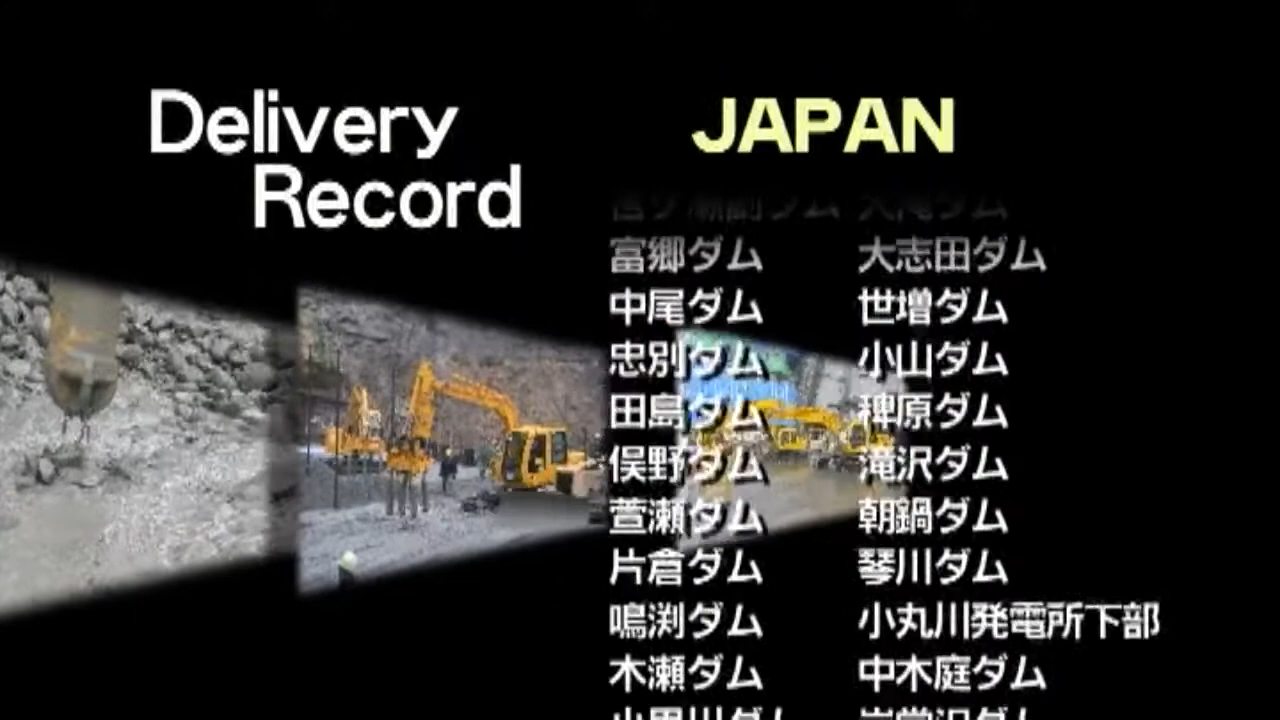 Delivery
Record
JAPAN
富郷ダム
大志田ダム
中尾ダム
世増ダム
忠別ダム
小山ダム
田島ダム
稗原ダム
俣野ダム
滝沢ダム
萱瀬ダム
朝鍋ダム
片倉ダム
琴川ダム
鳴渕ダム
小丸川発電所下部
木瀬ダム
中木庭ダム